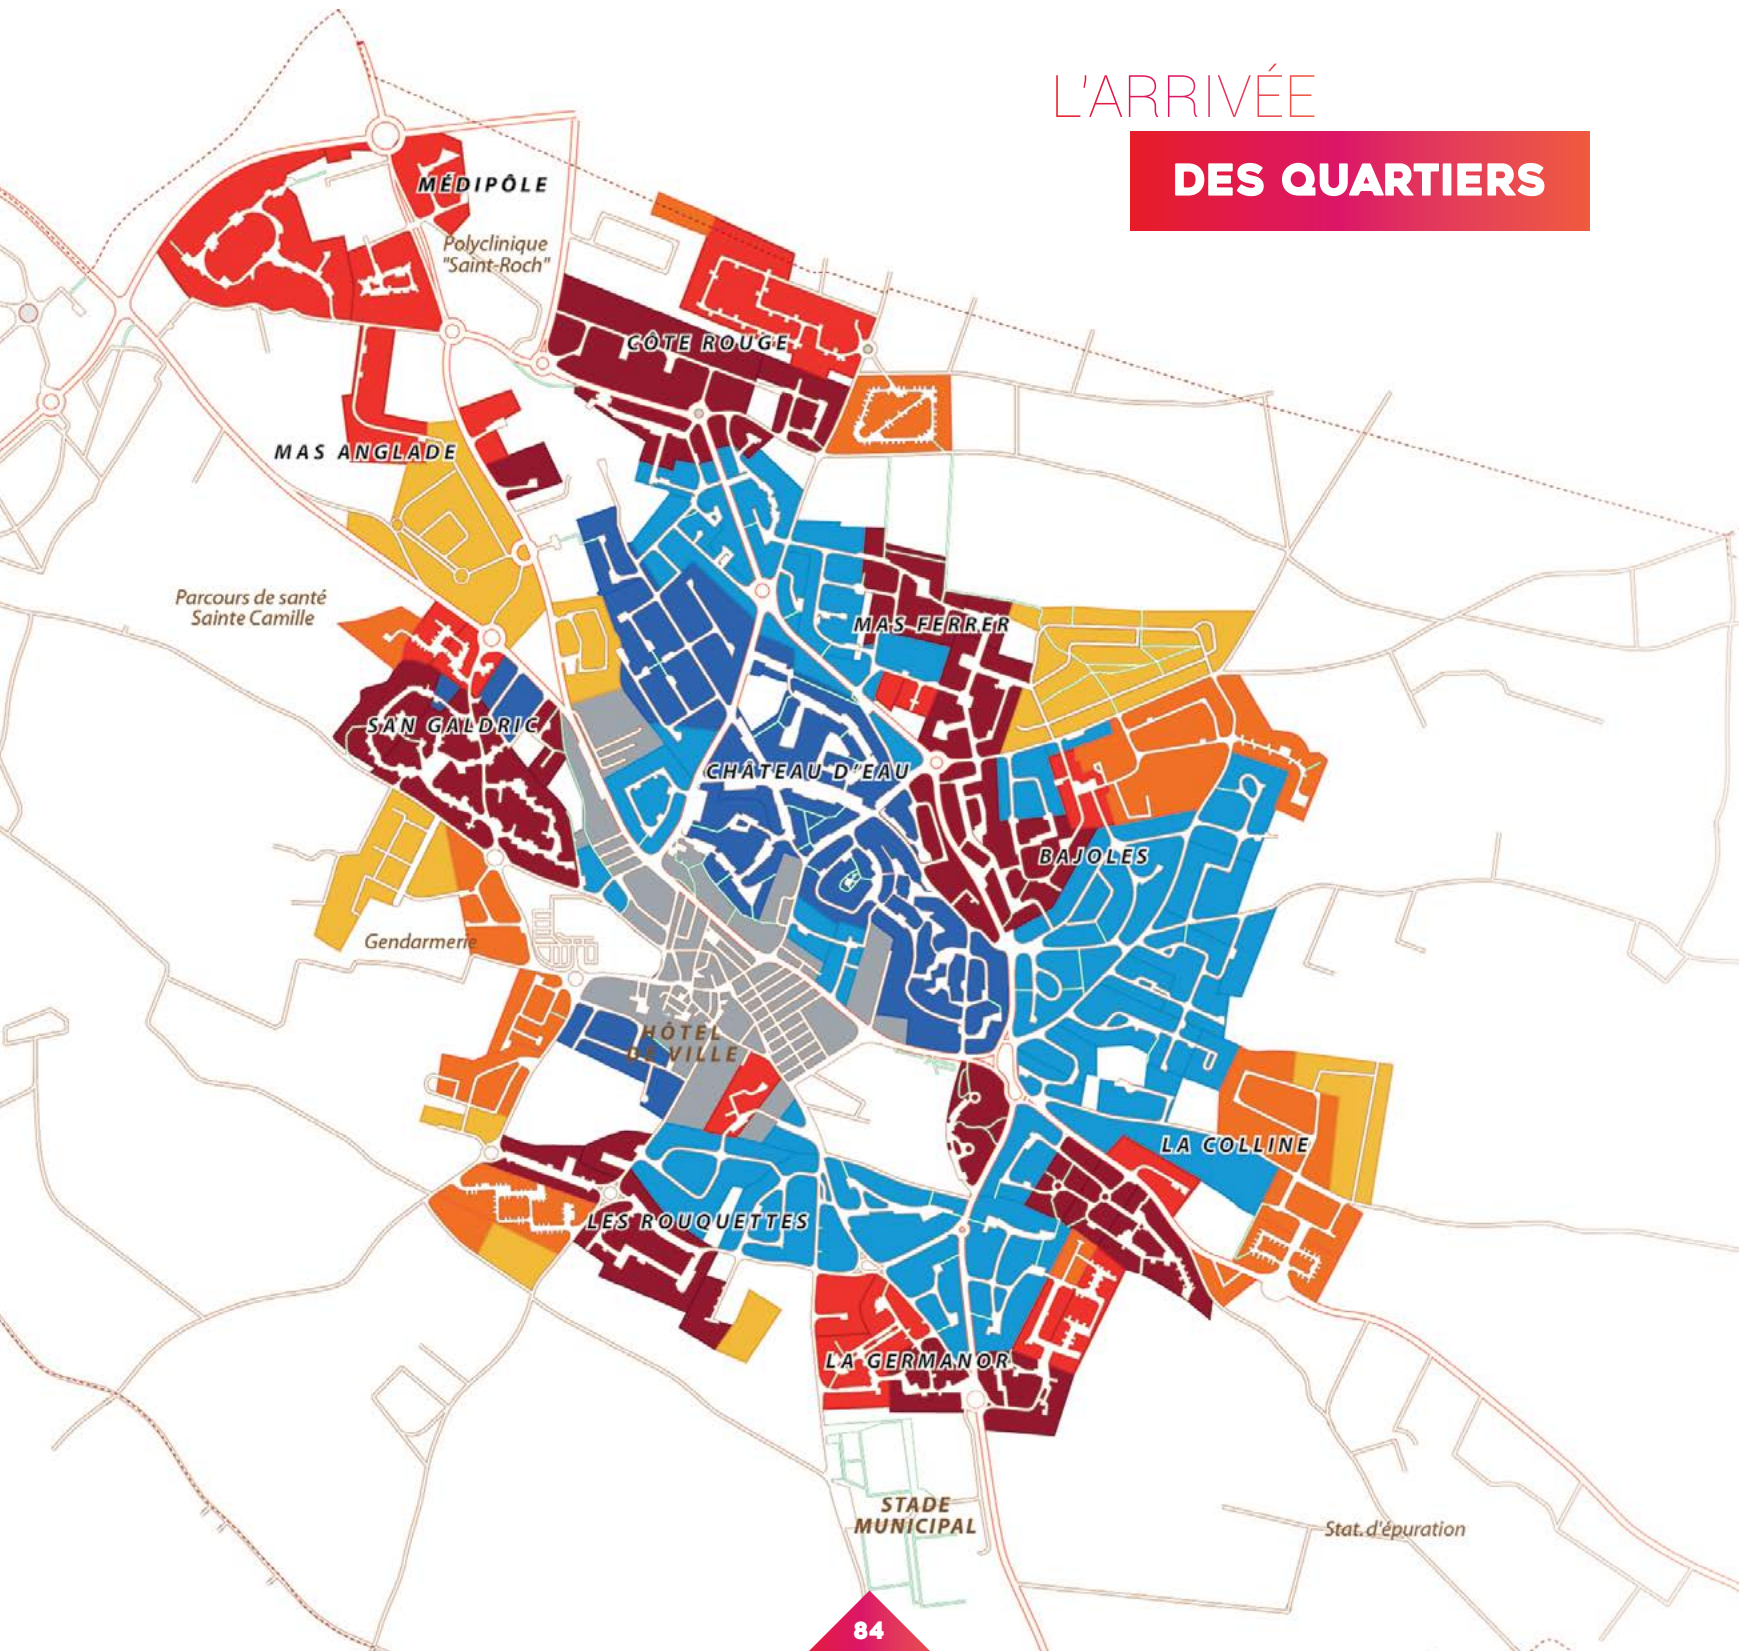 L'ARRIVÉE
DES QUARTIERS
MÉDIPÔLE
Polyclinique
"Saint-Roch"
CÔTE ROUGE
MAS ANGLADE
Parcours de santé
Sainte Camille
MAS FERRER
SAN GALDRIC
CHÂTEAU D'EAU
BAJOLES
Gendarmerie
HÔTEL
DE VILLE
LA COLLINE
LES ROUQUETTES
LA GERMANOR
STADE
MUNICIPAL
Stat. d'épuration
84